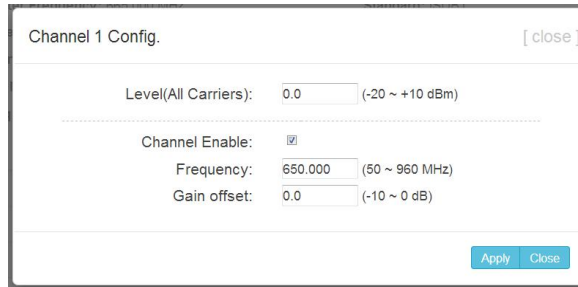 Channel 1 Config. [ close ]
Level(All Carriers): 0.0 (-20 ~ +10 dBm)
Channel Enable:
Frequency: 650.000 (50 ~ 960 MHz)
Gain offset: 0.0 (-10 ~ 0 dB)
Apply Close